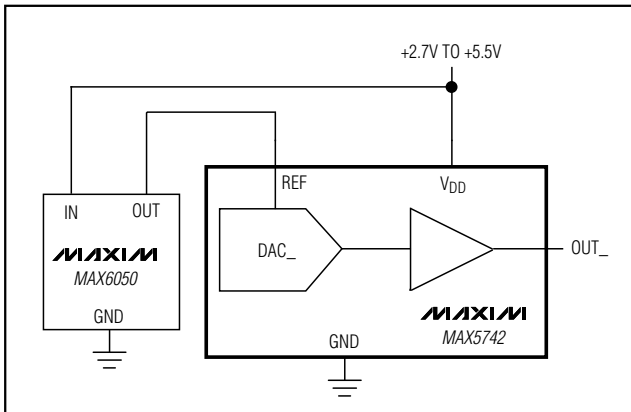 +2.7V TO +5.5V
REF
VDD
IN
OUT
MAXIM
MAX6050
GND
DAC_
OUT_
MAXIM
MAX5742
GND